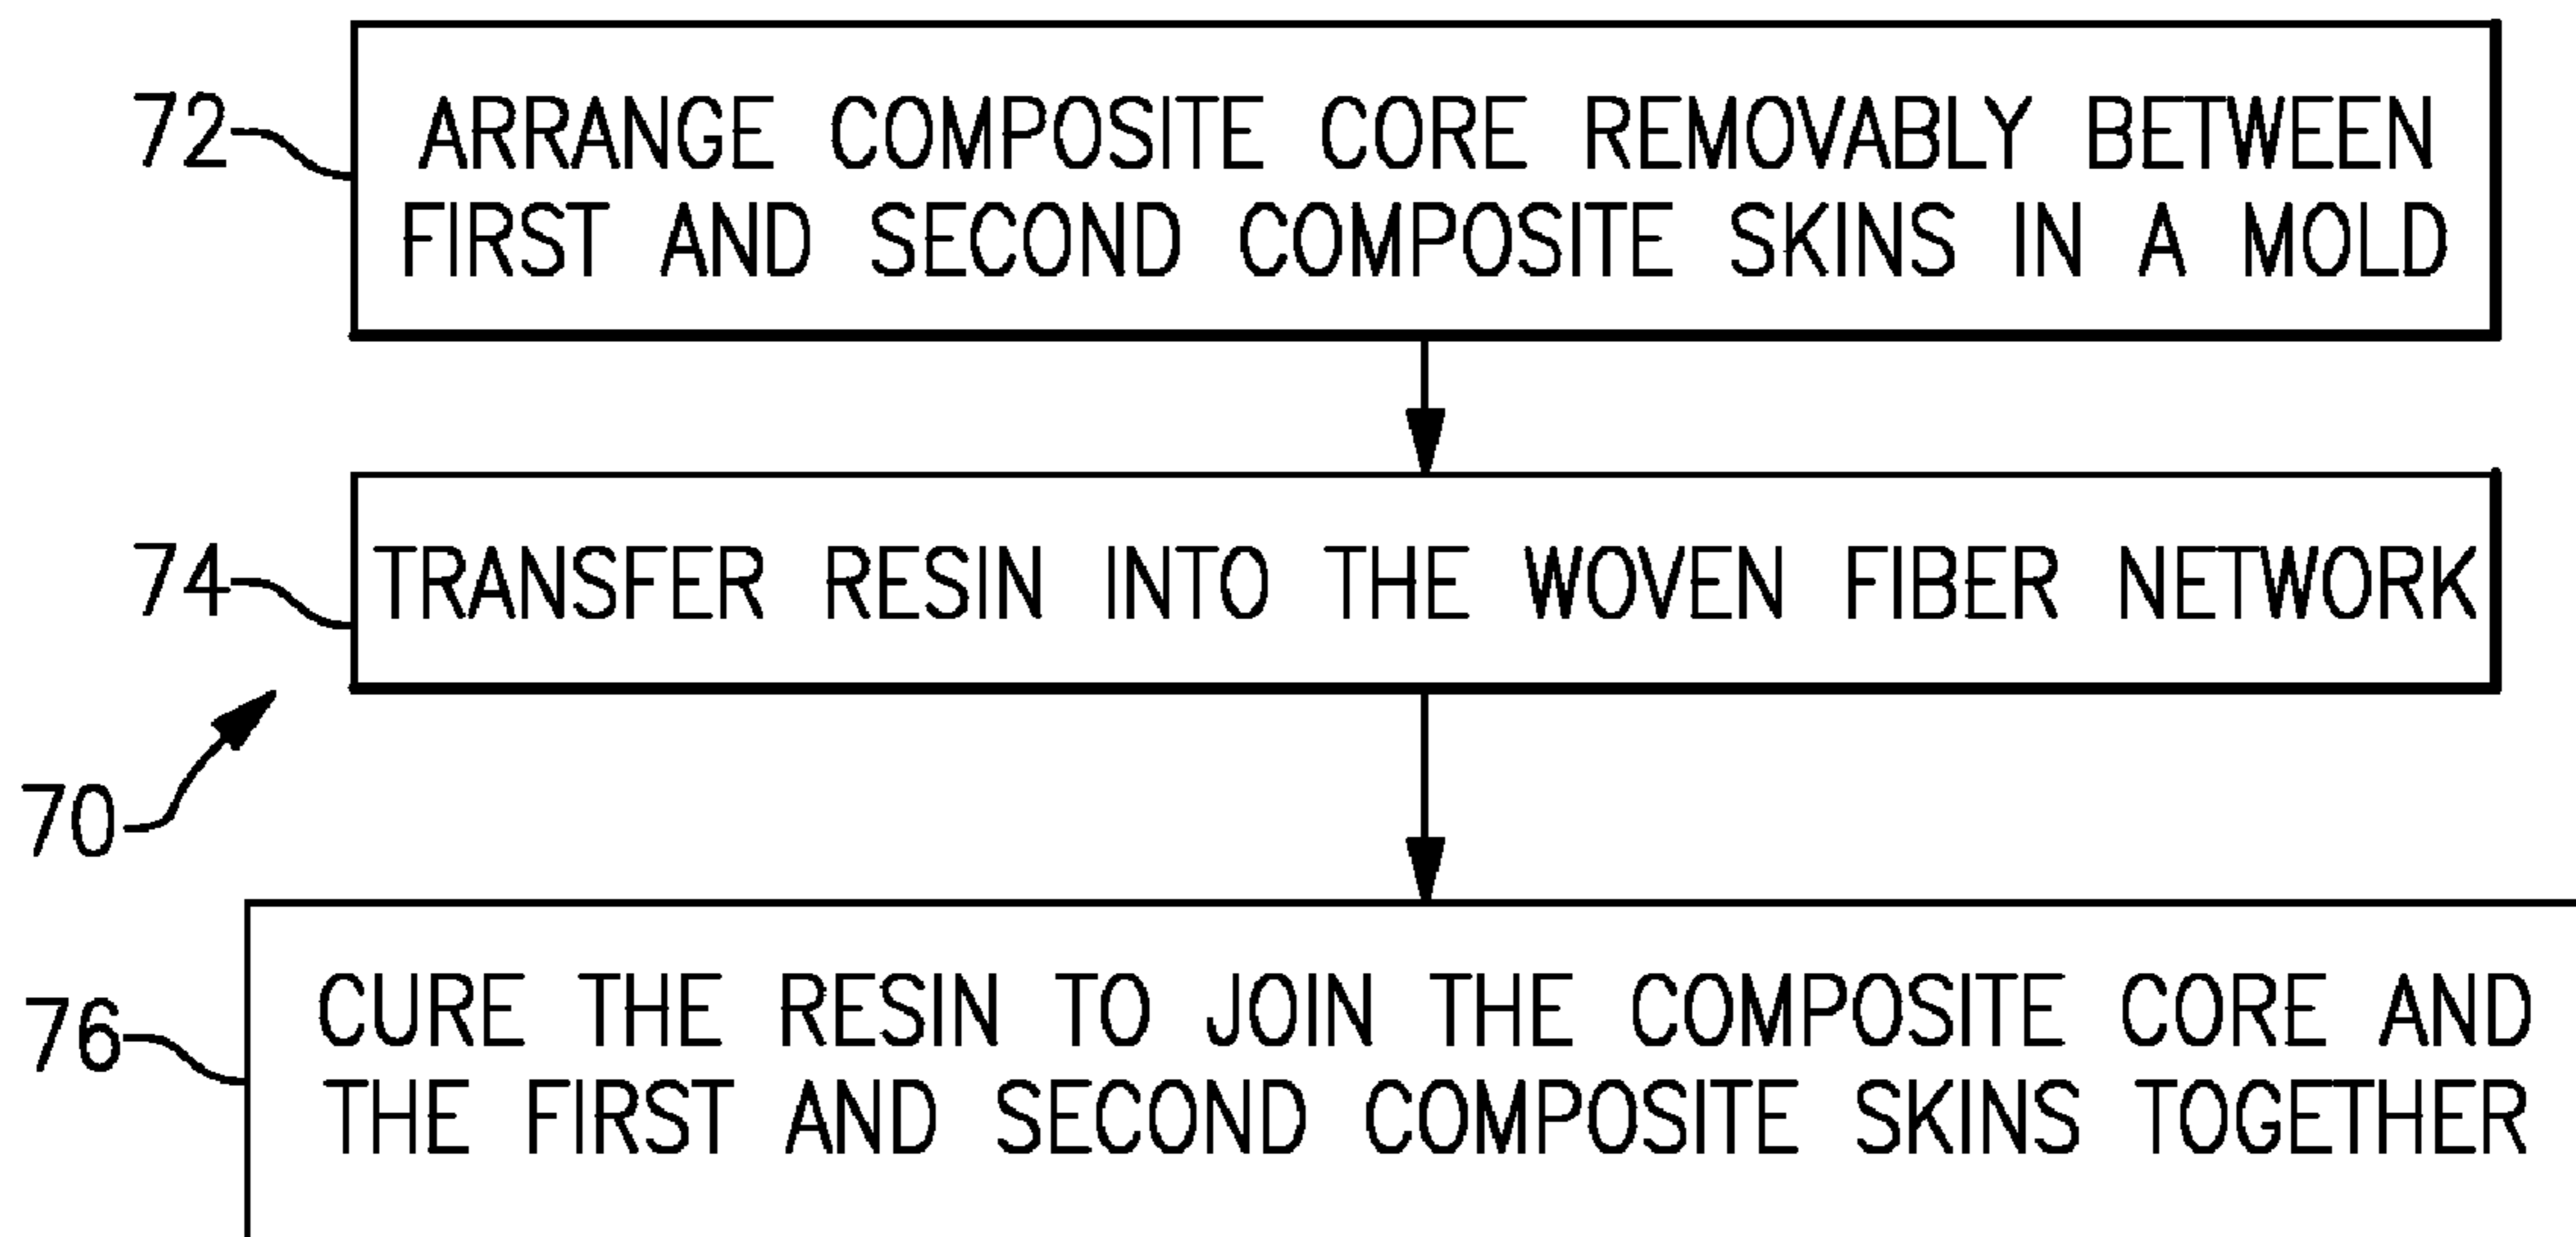 72
ARRANGE COMPOSITE CORE REMOVABLY BETWEEN
FIRST AND SECOND COMPOSITE SKINS IN A MOLD
74
TRANSFER RESIN INTO THE WOVEN FIBER NETWORK
70
76
CURE THE RESIN TO JOIN THE COMPOSITE CORE AND
THE FIRST AND SECOND COMPOSITE SKINS TOGETHER